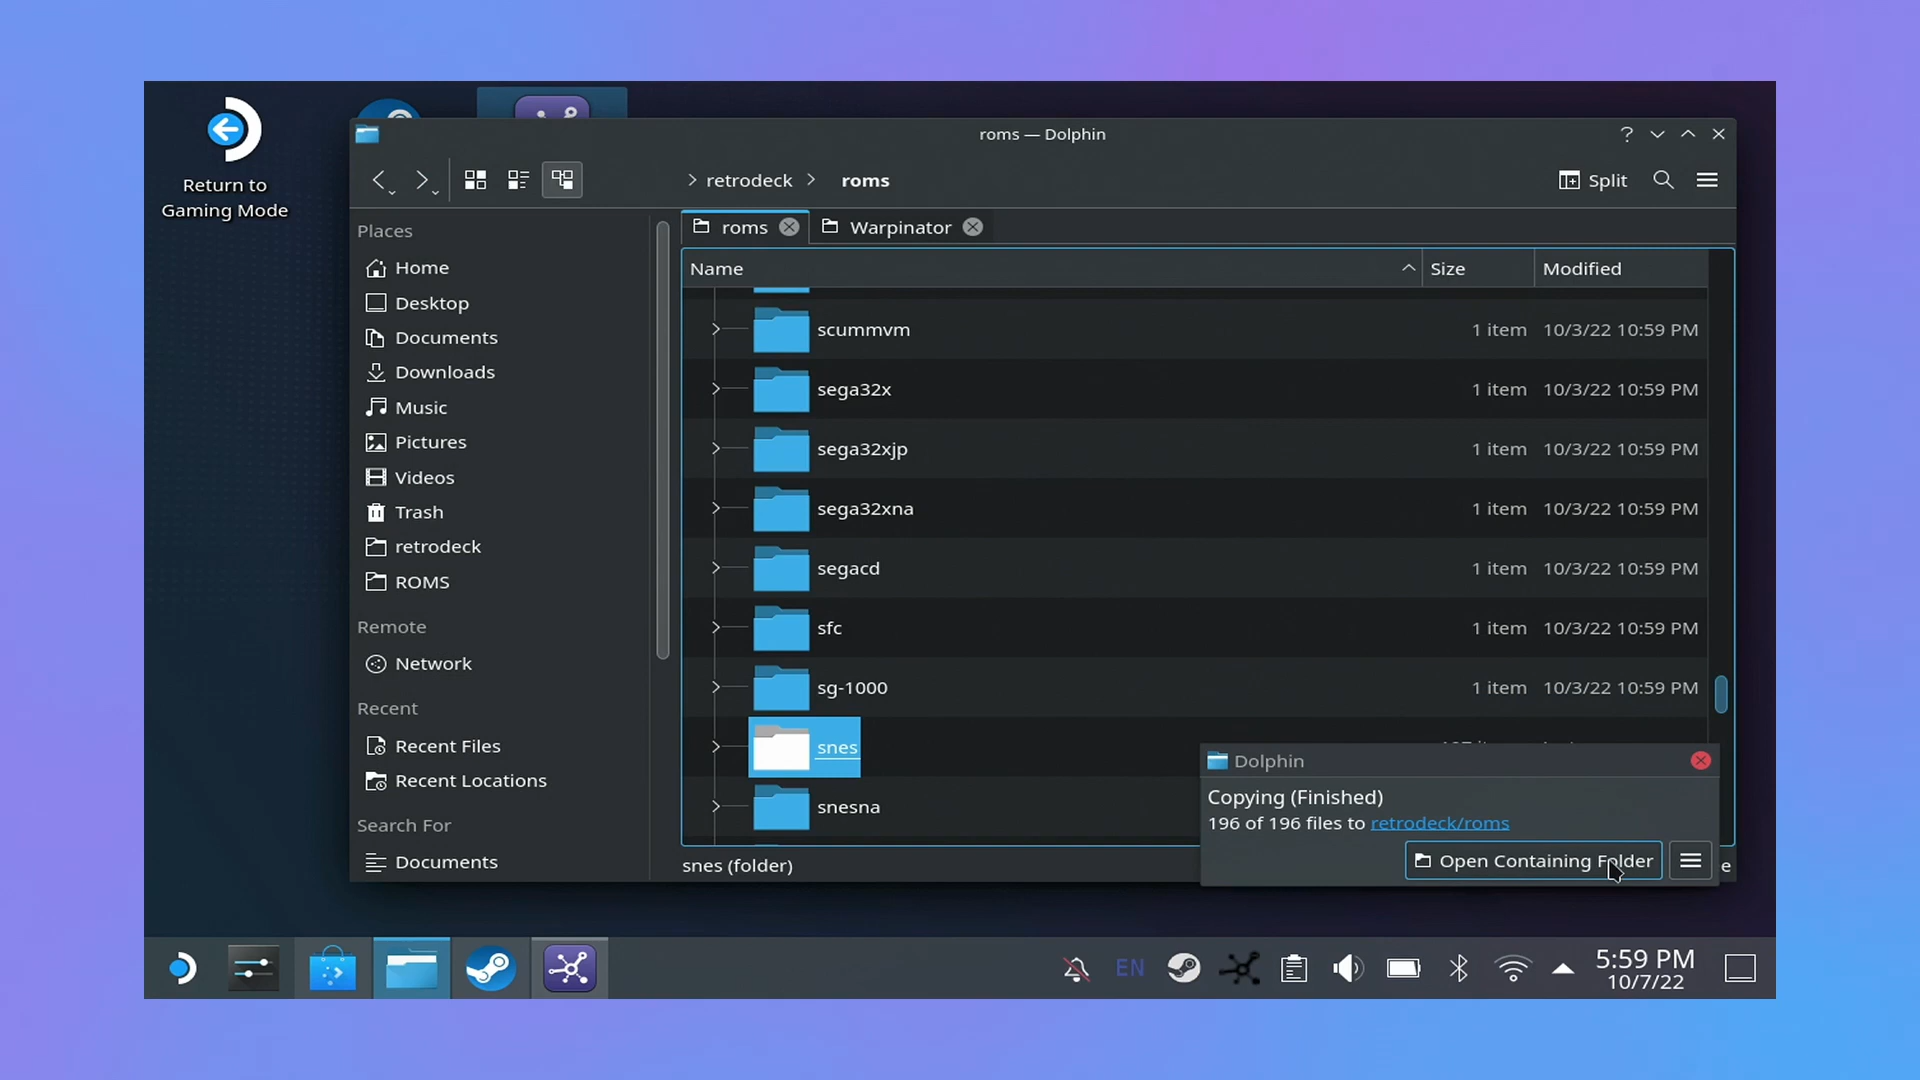 Return to
Gaming Mode
roms — Dolphin
retrodeck
roms
Split
Places
Home
Desktop
Documents
Downloads
Music
Pictures
Videos
Trash
retrodeck
ROMS
Remote
Network
Recent
Recent Files
Recent Locations
Search For
Documents
roms
Warpinator
Name
Size
Modified
scummvm 1 item 10/3/22 10:59 PM
sega32x 1 item 10/3/22 10:59 PM
sega32xjp 1 item 10/3/22 10:59 PM
sega32xna 1 item 10/3/22 10:59 PM
segacd 1 item 10/3/22 10:59 PM
sfc 1 item 10/3/22 10:59 PM
sg-1000 1 item 10/3/22 10:59 PM
snes
snesna
snes (folder)
Dolphin
Copying (Finished)
196 of 196 files to retrodeck/roms
Open Containing Folder
EN
5:59 PM
10/7/22